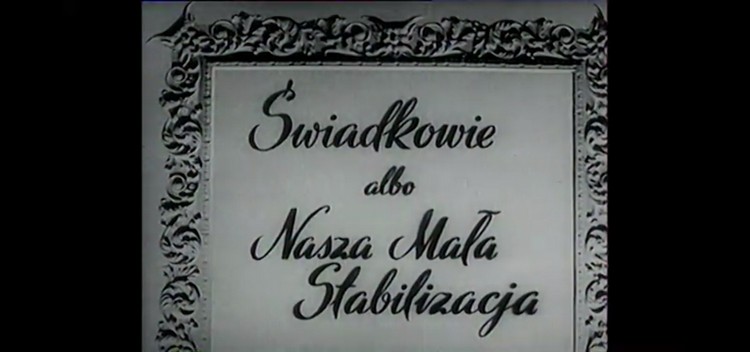 Świadkowie
albo
Nasza Mała
Stabilizacja